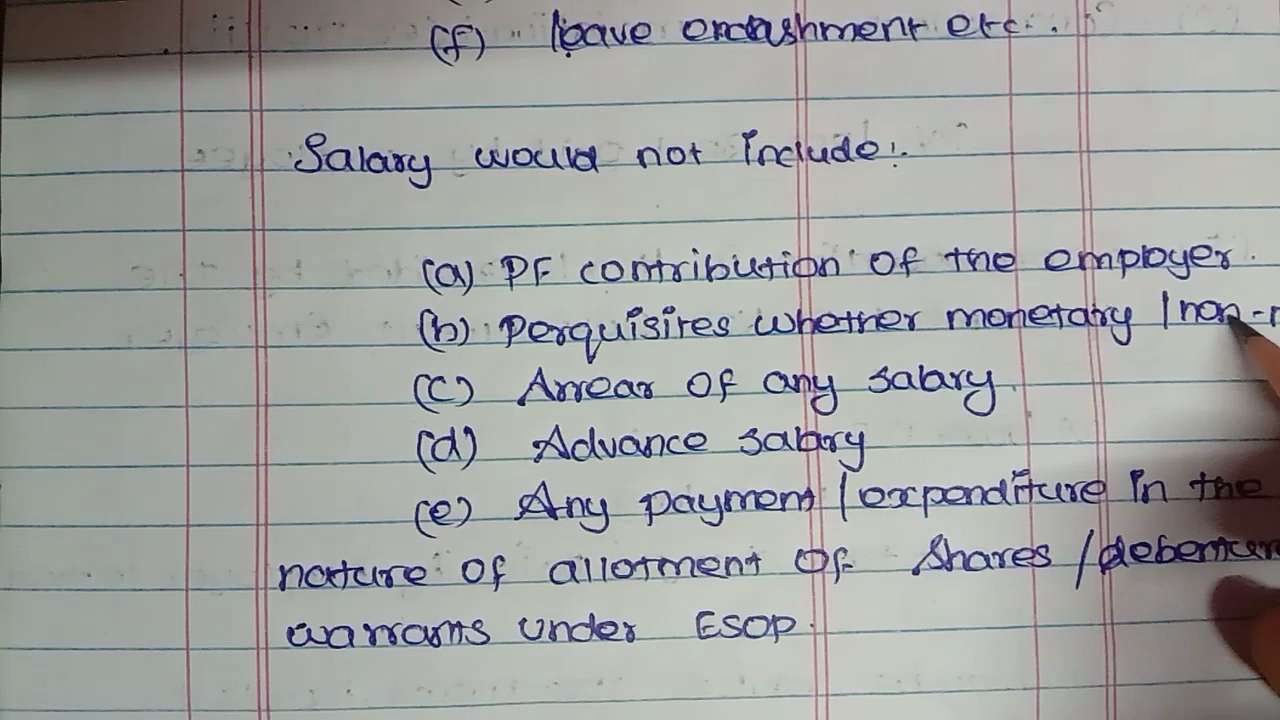 (f) leave encashment etc..
Salary would not include:.
(a) PF contribution of the employer.
(b) Perquisites whether monetary / non-
(c) Arrear of any salary.
(d) Advance salary
(e) Any payment / expenditure in the
nature of allotment of shares /
warrants under ESOP.